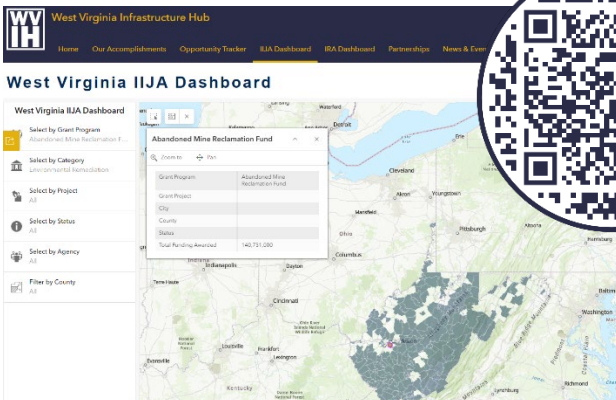 WV
IH
West Virginia Infrastructure Hub
Home Our Accomplishments Opportunity Tracker IIJA Dashboard IRA Dashboard Partnerships News & Even
West Virginia IIJA Dashboard
West Virginia IIJA Dashboard
Select by Grant Program
Abandoned Mine Reclamation F...
Select by Category
Environmental Remediation
Select by Project
All
Select by Status
All
Select by Agency
All
Filter by County
All
Abandoned Mine Reclamation Fund
Zoom to Pan
Grant Program Abandoned Mine
Reclamation Fund
Grant Project
City
County
Status
Total Funding Awarded
Waterford
Detroit
Erie
Cleveland
Akron Youngstown
Mansfield
Pittsburgh Altoona
Harrisburg
Ohio
Columbus
Indianapolis Dayton
Terre Haute
Cincinnati
Washington
Louisville Frankfort
Lexington
Evansville
Richmond
Kentucky
Lynchburg